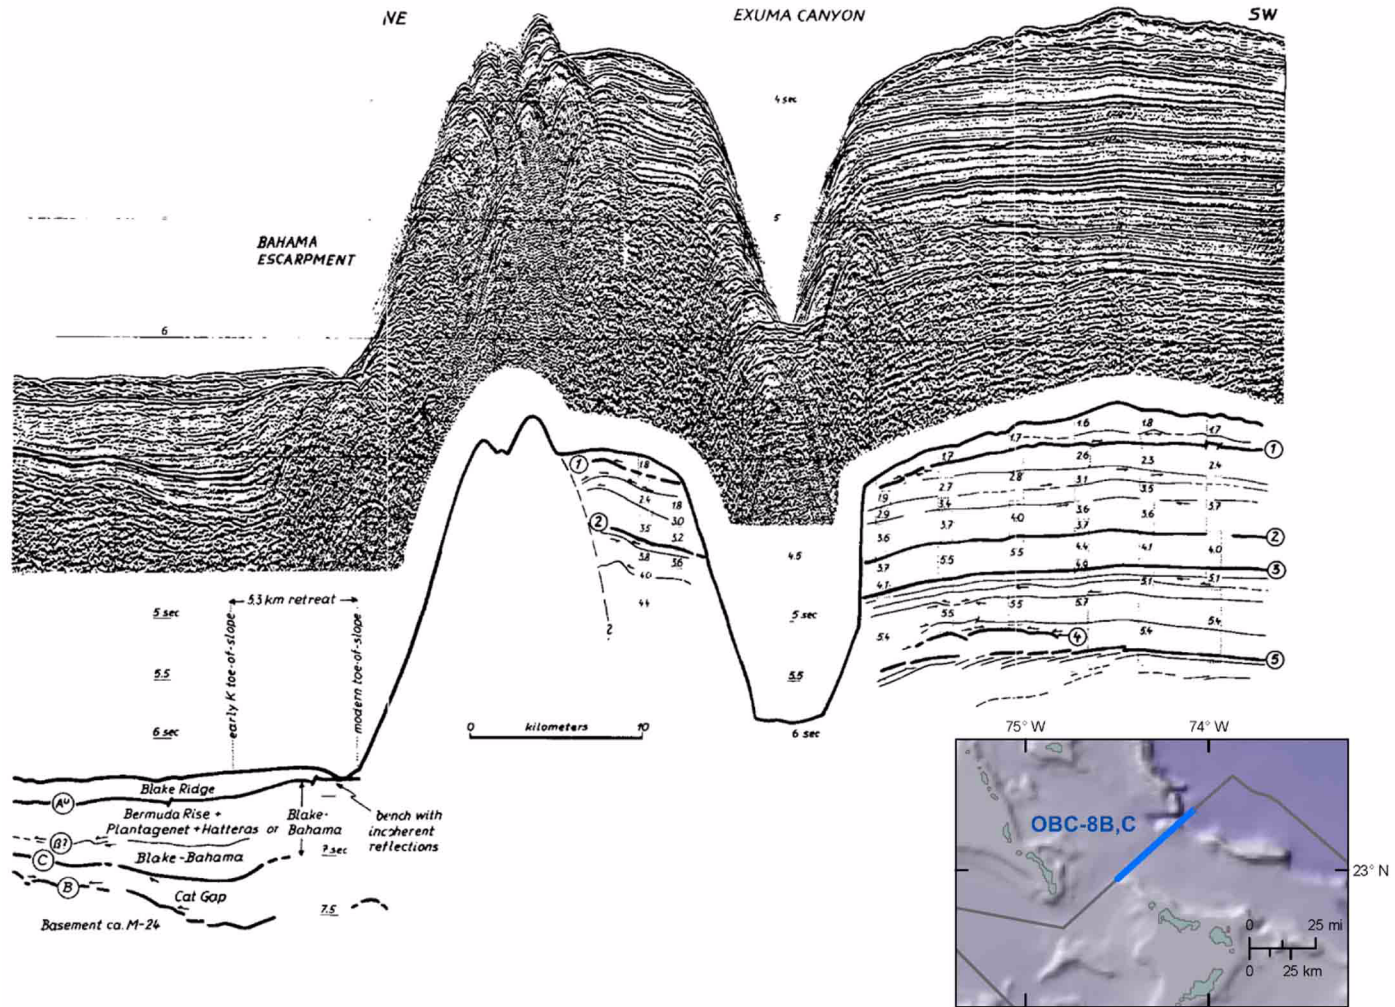 NE
EXUMA CANYON
SW
4 sec
5
BAHAMA
ESCARPMENT
6
1.6
1.8
1.7
1.7
1
1.7
2.6
2.3
2.4
1
1.8
2.8
3.1
1.9
2.7
3.5
2.4
1.8
3.4
3.6
3.7
2.9
3.0
3.7
4.0
3.7
3.6
2
3.5
3.2
3.6
2
4.5
5.5
5.5
4.4
4.1
4.0
3.8
3.6
3.7
4.9
3
4.0
4.1
5.1
5.1
4.4
5.5
5.5
5.7
5 sec
5.4
5.4
5.4
4
5
5.5
2
6 sec
5 sec
5.3 km retreat
early K toe-of-slope
modern toe-of-slope
5.5
6 sec
0 kilometers 10
Blake Ridge
Aᵁ
Bermuda Rise +
Plantagenet + Hatteras or
Blake-
Bahama
bench with
incoherent
reflections
β?
7 sec
C
Blake-Bahama
B
Cat Gap
7.5
Basement ca. M-24
75° W
74° W
OBC-8B,C
23° N
0 25 mi
0 25 km